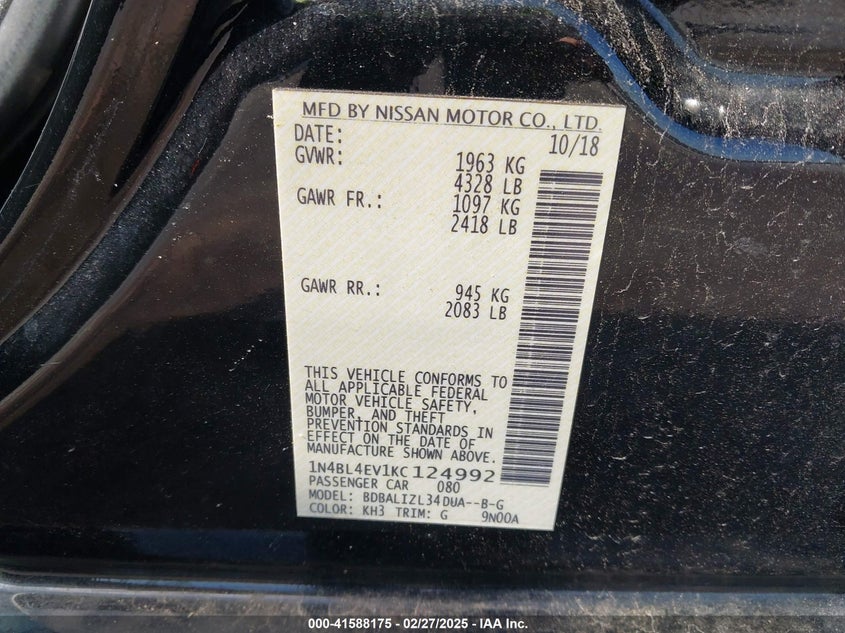 MFD BY NISSAN MOTOR CO., LTD.
DATE: 10/18
GVWR: 1963 KG
4328 LB
GAWR FR.: 1097 KG
2418 LB
GAWR RR.: 945 KG
2083 LB
THIS VEHICLE CONFORMS TO
ALL APPLICABLE FEDERAL
MOTOR VEHICLE SAFETY,
BUMPER, AND THEFT
PREVENTION STANDARDS IN
EFFECT ON THE DATE OF
MANUFACTURE SHOWN ABOVE.
1N4BL4EV1KC124992
PASSENGER CAR 080
MODEL: BDBALIZL34DUA--B-G
COLOR: KH3 TRIM: G 9N00A
000-41588175 - 02/27/2025 - IAA Inc.